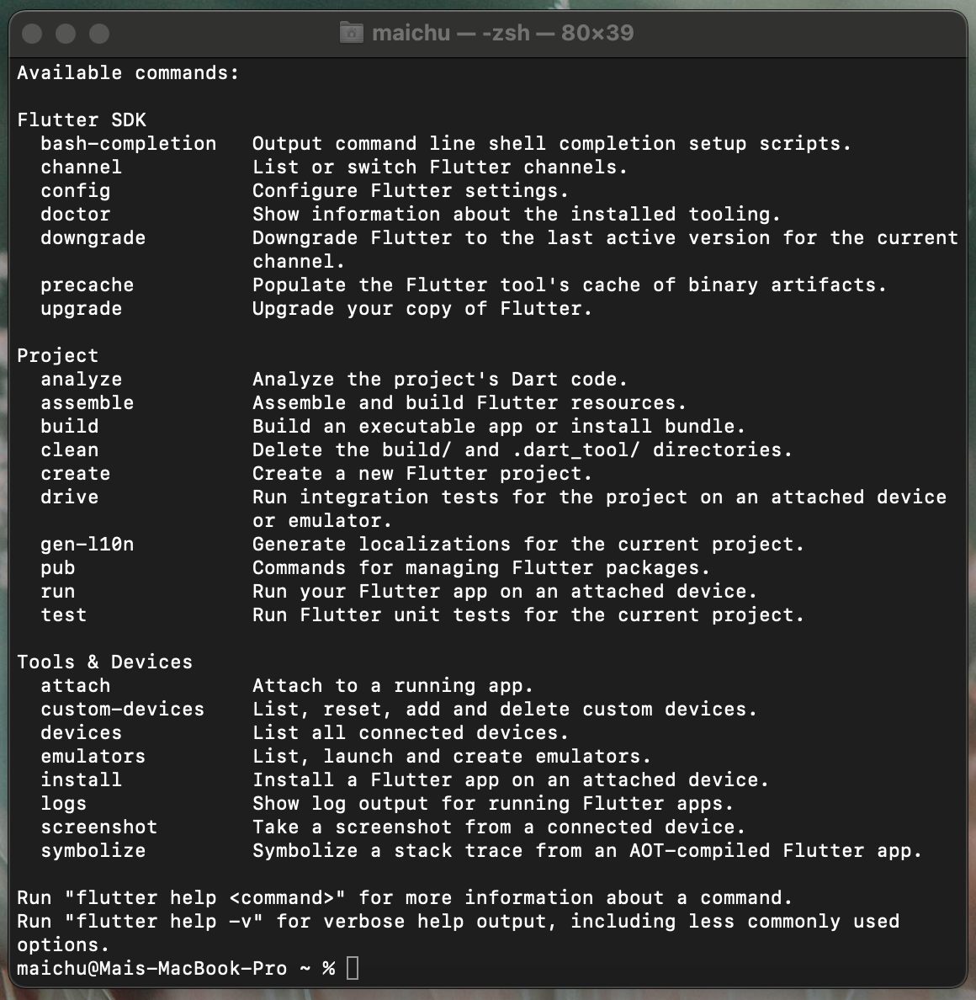 maichu — -zsh — 80×39
Available commands:
Flutter SDK
bash-completion   Output command line shell completion setup scripts.
channel           List or switch Flutter channels.
config            Configure Flutter settings.
doctor            Show information about the installed tooling.
downgrade         Downgrade Flutter to the last active version for the current
channel.
precache          Populate the Flutter tool's cache of binary artifacts.
upgrade           Upgrade your copy of Flutter.
Project
analyze           Analyze the project's Dart code.
assemble          Assemble and build Flutter resources.
build             Build an executable app or install bundle.
clean             Delete the build/ and .dart_tool/ directories.
create            Create a new Flutter project.
drive             Run integration tests for the project on an attached device
or emulator.
gen-l10n          Generate localizations for the current project.
pub               Commands for managing Flutter packages.
run               Run your Flutter app on an attached device.
test              Run Flutter unit tests for the current project.
Tools & Devices
attach            Attach to a running app.
custom-devices    List, reset, add and delete custom devices.
devices           List all connected devices.
emulators         List, launch and create emulators.
install           Install a Flutter app on an attached device.
logs              Show log output for running Flutter apps.
screenshot        Take a screenshot from a connected device.
symbolize         Symbolize a stack trace from an AOT-compiled Flutter app.
Run "flutter help <command>" for more information about a command.
Run "flutter help -v" for verbose help output, including less commonly used
options.
maichu@Mais-MacBook-Pro ~ %